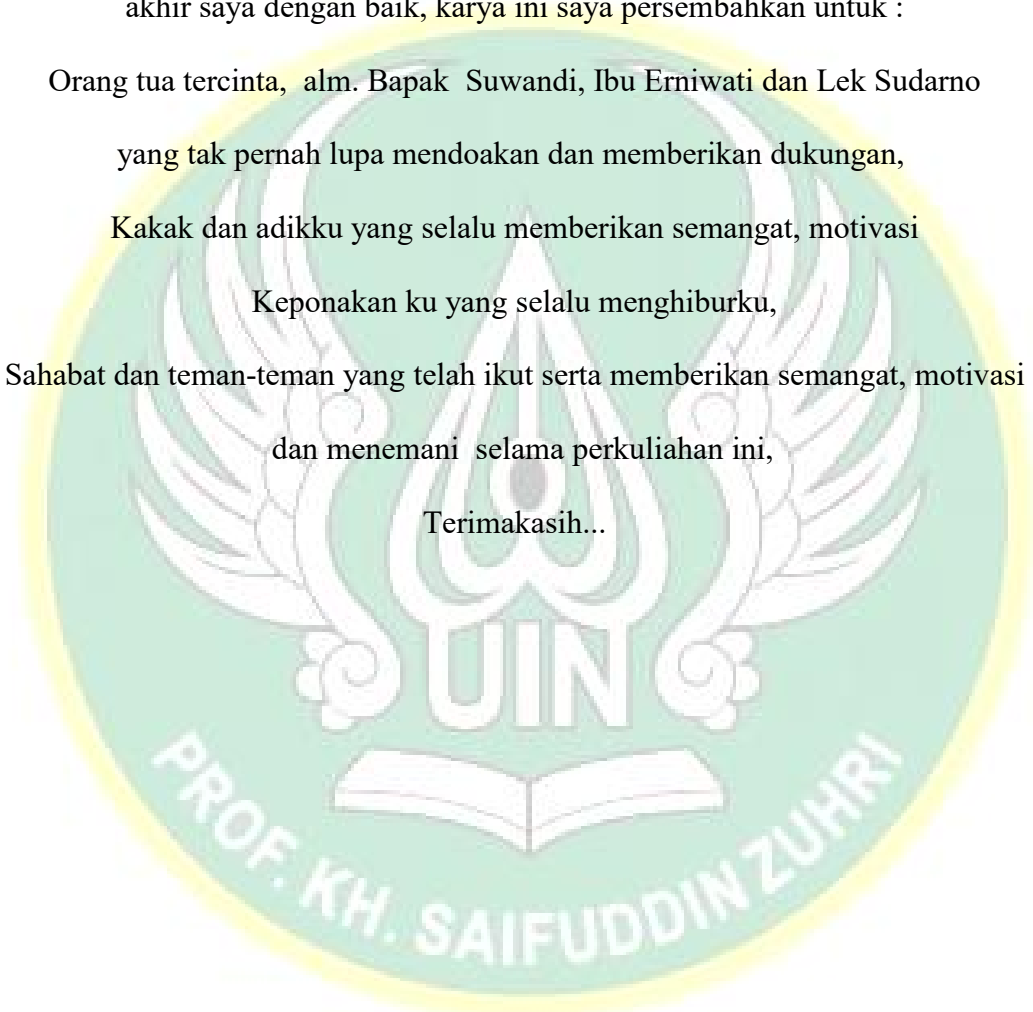 akhir saya dengan baik, karya ini saya persembahkan untuk :
Orang tua tercinta, alm. Bapak Suwandi, Ibu Erniwati dan Lek Sudarno
yang tak pernah lupa mendoakan dan memberikan dukungan,
Kakak dan adikku yang selalu memberikan semangat, motivasi
Keponakan ku yang selalu menghiburku,
Sahabat dan teman-teman yang telah ikut serta memberikan semangat, motivasi
dan menemani selama perkuliahan ini,
Terimakasih...
UIN
PROF. KH. SAIFUDDIN ZUHRI